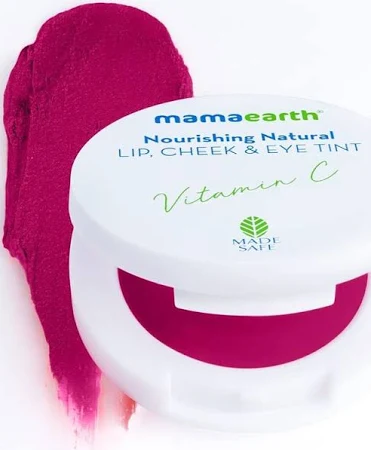 mamaearth®
Nourishing Natural
LIP, CHEEK & EYE TINT
Vitamin C
MADE
SAFE